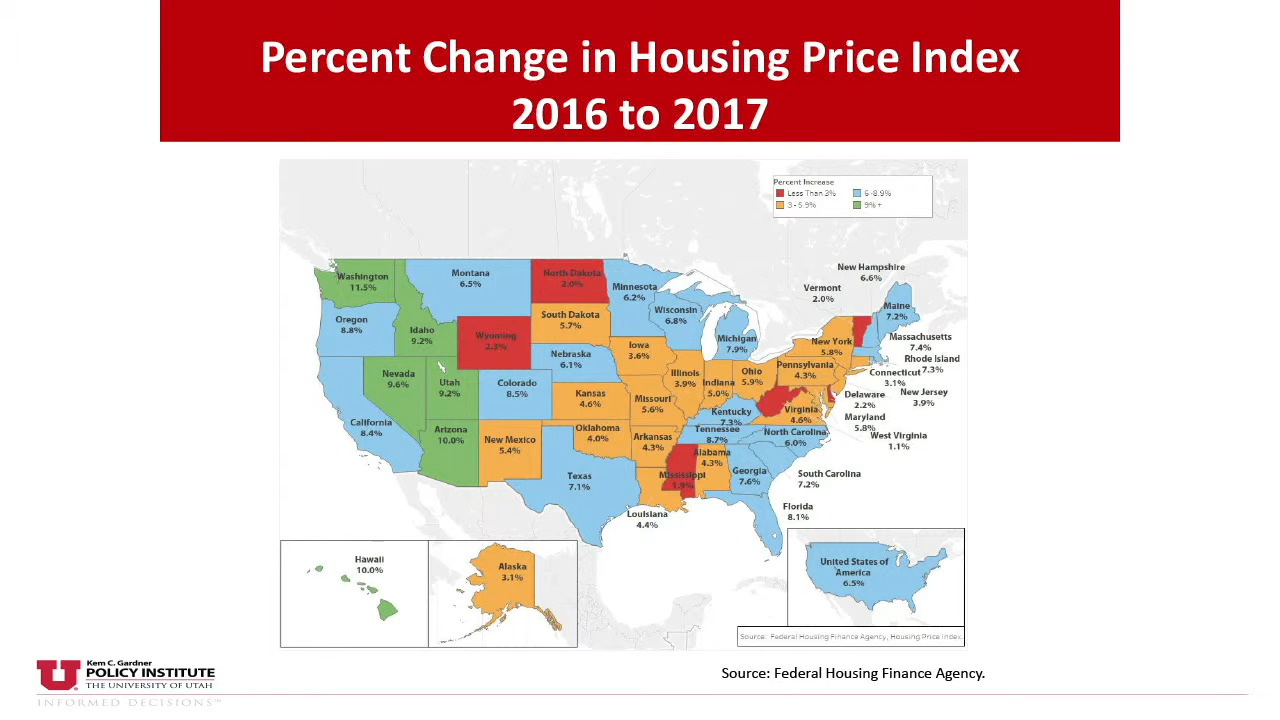 Percent Change in Housing Price Index
2016 to 2017
Percent Increase
Less Than 3%
6 -8.9%
3 - 5.9%
9% +
Washington
11.5%
Montana
6.5%
North Dakota
2.0%
Minnesota
6.2%
New Hampshire
6.6%
Vermont
2.0%
Maine
7.2%
Oregon
8.8%
Idaho
9.2%
Wyoming
2.3%
South Dakota
5.7%
Wisconsin
6.8%
Michigan
7.9%
New York
5.8%
Massachusetts
7.4%
Rhode Island
7.3%
Connecticut
3.1%
Nevada
9.6%
Utah
9.2%
Colorado
8.5%
Nebraska
6.1%
Iowa
3.6%
Illinois
3.9%
Indiana
5.0%
Ohio
5.9%
Pennsylvania
4.3%
New Jersey
3.9%
Delaware
2.2%
Maryland
5.8%
West Virginia
1.1%
California
8.4%
Arizona
10.0%
New Mexico
5.4%
Kansas
4.6%
Missouri
5.6%
Kentucky
7.3%
Virginia
4.6%
Oklahoma
4.0%
Arkansas
4.3%
Tennessee
8.7%
North Carolina
6.0%
South Carolina
7.2%
Texas
7.1%
Louisiana
4.4%
Mississippi
1.9%
Alabama
4.3%
Georgia
7.6%
Florida
8.1%
Hawaii
10.0%
Alaska
3.1%
United States of
America
6.5%
Source: Federal Housing Finance Agency, Housing Price Index.
Source: Federal Housing Finance Agency.
U
Kem C. Gardner
POLICY INSTITUTE
THE UNIVERSITY OF UTAH
INFORMED DECISIONS™